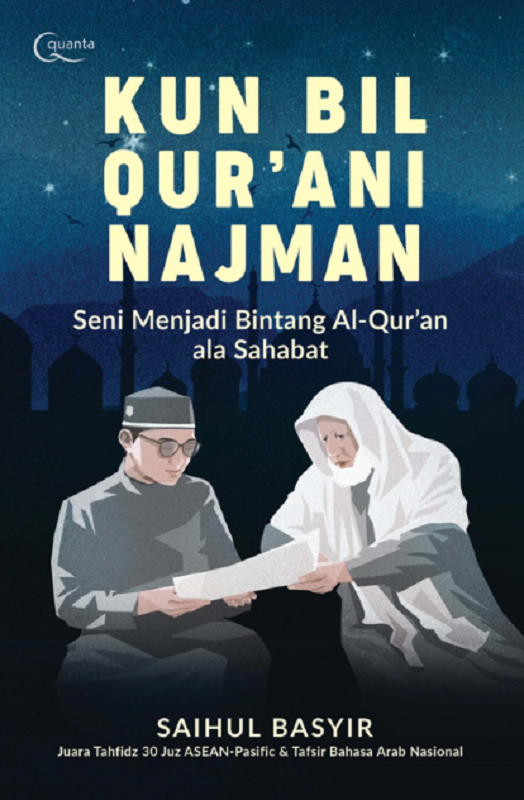 quanta
KUN BIL
QUR'ANI
NAJMAN
Seni Menjadi Bintang Al-Qur'an
ala Sahabat
SAIHUL BASYIR
Juara Tahfidz 30 Juz ASEAN-Pasific & Tafsir Bahasa Arab Nasional